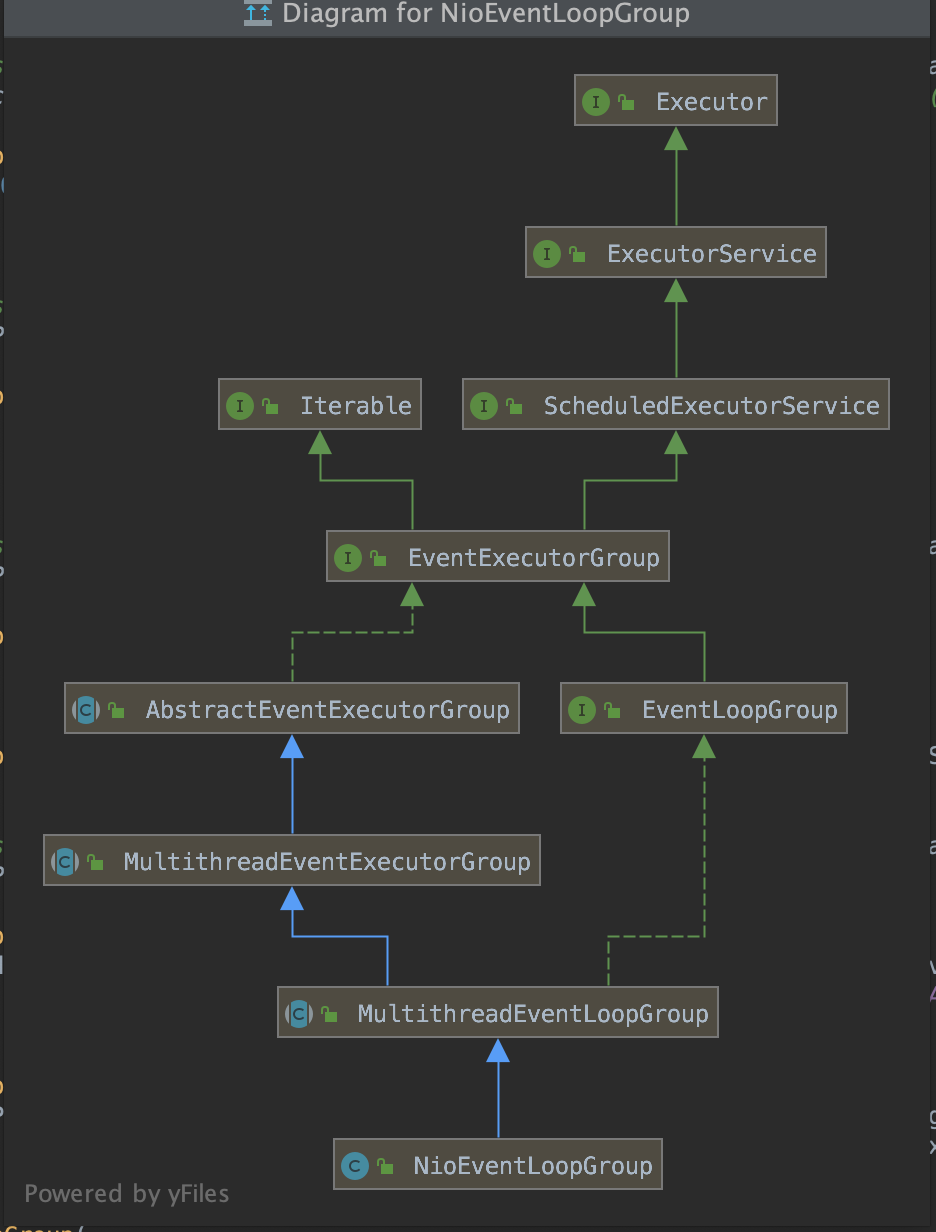 Diagram for NioEventLoopGroup
I Executor
I ExecutorService
I Iterable
I ScheduledExecutorService
I EventExecutorGroup
C AbstractEventExecutorGroup
I EventLoopGroup
C MultithreadEventExecutorGroup
C MultithreadEventLoopGroup
C NioEventLoopGroup
Powered by yFiles